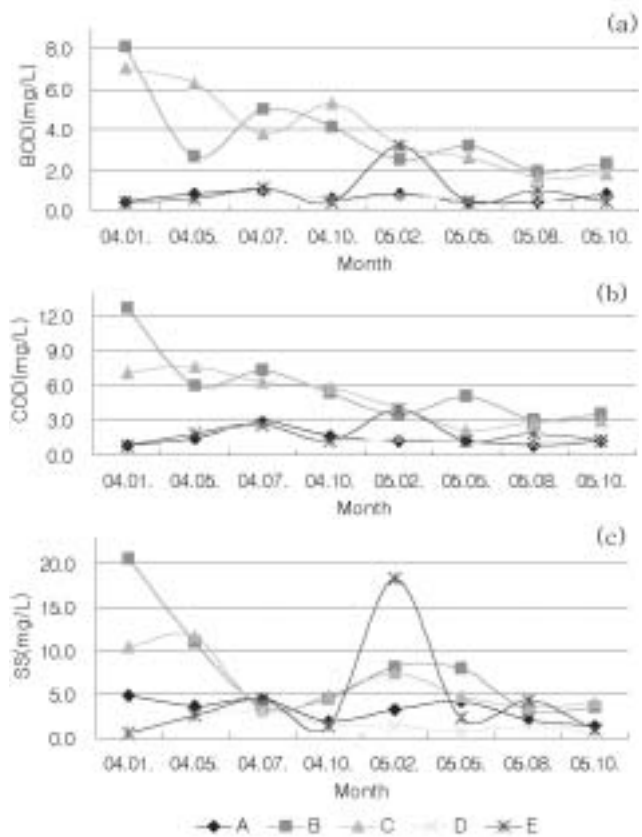 (a)
BOD(mg/L)
8.0
6.0
4.0
2.0
0.0
04.01. 04.05. 04.07. 04.10. 05.02. 05.05. 05.08. 05.10.
Month
(b)
COD(mg/L)
12.0
9.0
6.0
3.0
0.0
04.01. 04.05. 04.07. 04.10. 05.02. 05.05. 05.08. 05.10.
Month
(c)
SS(mg/L)
20.0
15.0
10.0
5.0
0.0
04.01. 04.05. 04.07. 04.10. 05.02. 05.05. 05.08. 05.10.
Month
A B C D E